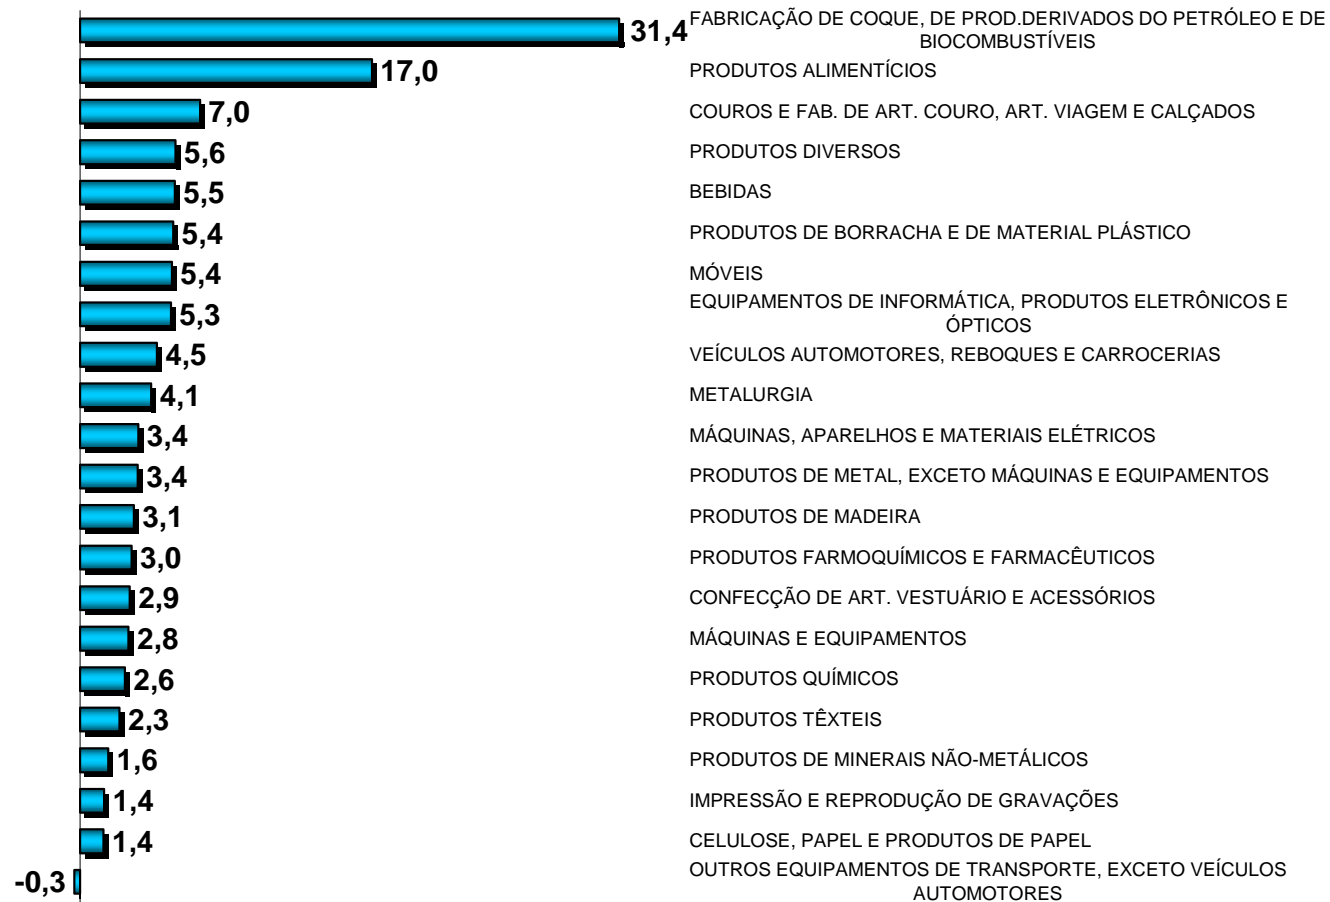 31,4 FABRICAÇÃO DE COQUE, DE PROD.DERIVADOS DO PETRÓLEO E DE
BIOCOMBUSTÍVEIS
17,0 PRODUTOS ALIMENTÍCIOS
7,0 COUROS E FAB. DE ART. COURO, ART. VIAGEM E CALÇADOS
5,6 PRODUTOS DIVERSOS
5,5 BEBIDAS
5,4 PRODUTOS DE BORRACHA E DE MATERIAL PLÁSTICO
5,4 MÓVEIS
5,3 EQUIPAMENTOS DE INFORMÁTICA, PRODUTOS ELETRÔNICOS E
ÓPTICOS
4,5 VEÍCULOS AUTOMOTORES, REBOQUES E CARROCERIAS
4,1 METALURGIA
3,4 MÁQUINAS, APARELHOS E MATERIAIS ELÉTRICOS
3,4 PRODUTOS DE METAL, EXCETO MÁQUINAS E EQUIPAMENTOS
3,1 PRODUTOS DE MADEIRA
3,0 PRODUTOS FARMOQUÍMICOS E FARMACÊUTICOS
2,9 CONFECÇÃO DE ART. VESTUÁRIO E ACESSÓRIOS
2,8 MÁQUINAS E EQUIPAMENTOS
2,6 PRODUTOS QUÍMICOS
2,3 PRODUTOS TÊXTEIS
1,6 PRODUTOS DE MINERAIS NÃO-METÁLICOS
1,4 IMPRESSÃO E REPRODUÇÃO DE GRAVAÇÕES
1,4 CELULOSE, PAPEL E PRODUTOS DE PAPEL
-0,3 OUTROS EQUIPAMENTOS DE TRANSPORTE, EXCETO VEÍCULOS
AUTOMOTORES